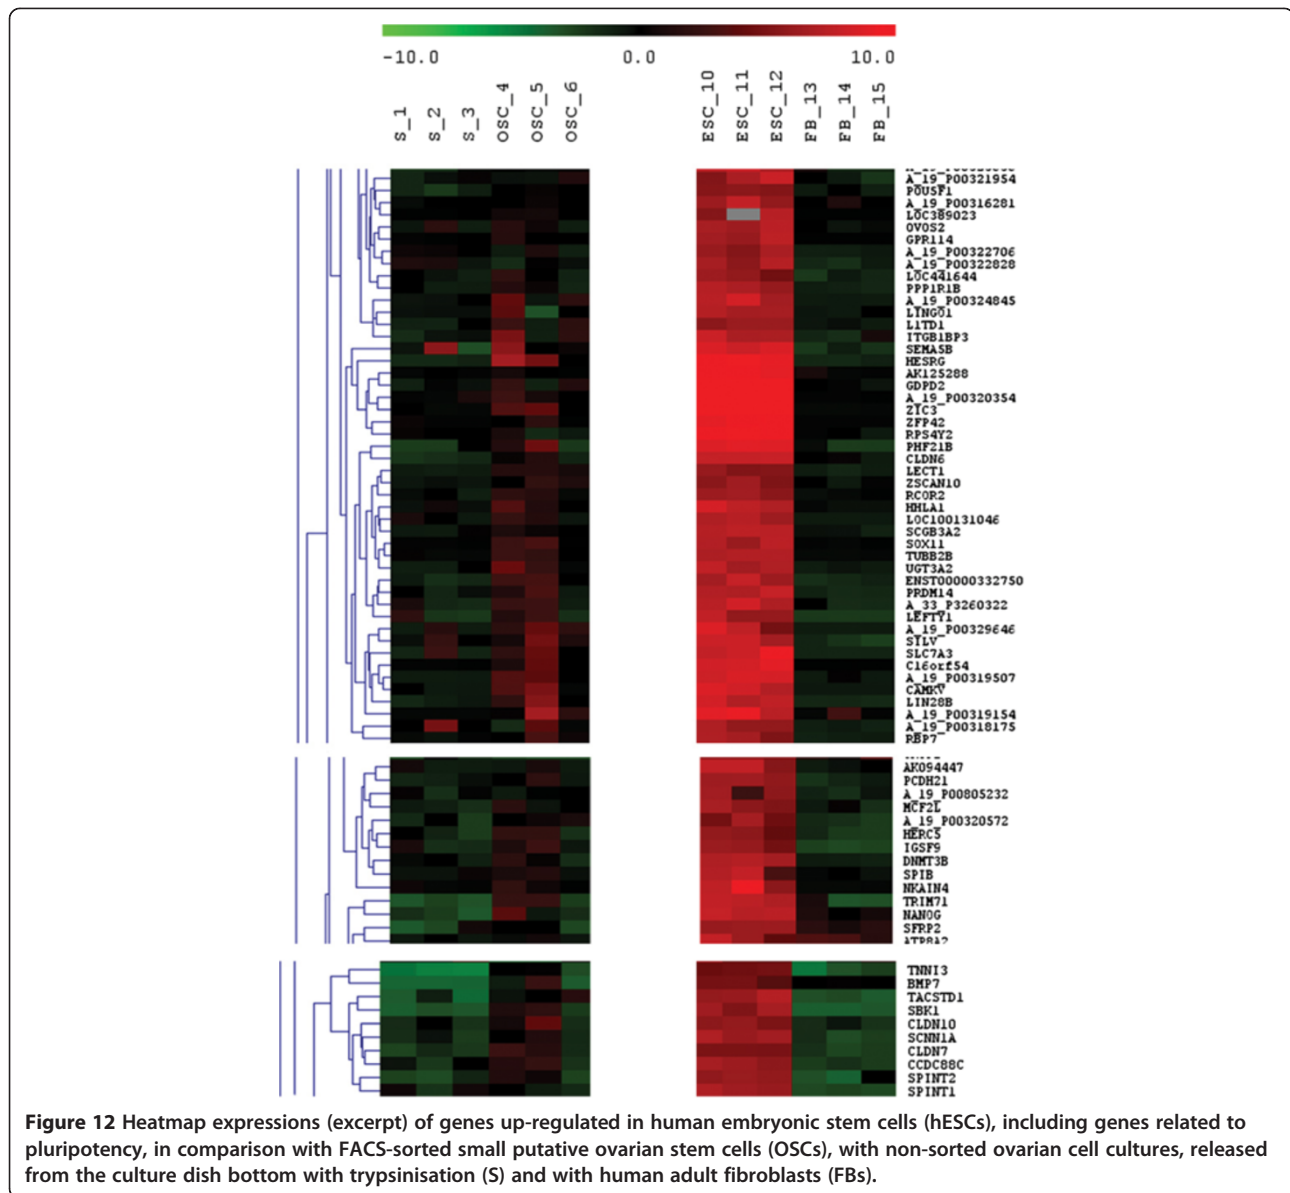 -10.0 0.0 10.0
S_1 S_2 S_3 OSC_4 OSC_5 OSC_6 ESC_10 ESC_11 ESC_12 FB_13 FB_14 FB_15
A_19_P00321954
POU5F1
A_19_P00316281
LOC389023
OVOS2
GPR114
A_19_P00322706
A_19_P00322828
LOC441644
PPP1R1B
A_19_P00324845
LINGO1
L1TD1
ITGB1BP3
SEMA5B
HESRG
AK125288
GDPD2
A_19_P00320354
ZIC3
ZFP42
RPS4Y2
PHF21B
CLDN6
LECT1
ZSCAN10
RCOR2
HHLA1
LOC100131046
SCGB3A2
SOX11
TUBB2B
UGT3A2
ENST00000332750
PRDM14
A_33_P3260322
LEFTY1
A_19_P00329646
SILV
SLC7A3
C16orf54
A_19_P00319507
CAMKV
LIN28B
A_19_P00319154
A_19_P00318175
RBP7
AK094447
PCDH21
A_19_P00805232
MCF2L
A_19_P00320572
HERC5
IGSF9
DNMT3B
SPIB
NKAIN4
TRIM71
NANOG
SFRP2
ATP8A2
TNNI3
BMP7
TACSTD1
SBK1
CLDN10
SCNN1A
CLDN7
CCDC88C
SPINT2
SPINT1
Figure 12 Heatmap expressions (excerpt) of genes up-regulated in human embryonic stem cells (hESCs), including genes related to
pluripotency, in comparison with FACS-sorted small putative ovarian stem cells (OSCs), with non-sorted ovarian cell cultures, released
from the culture dish bottom with trypsinisation (S) and with human adult fibroblasts (FBs).